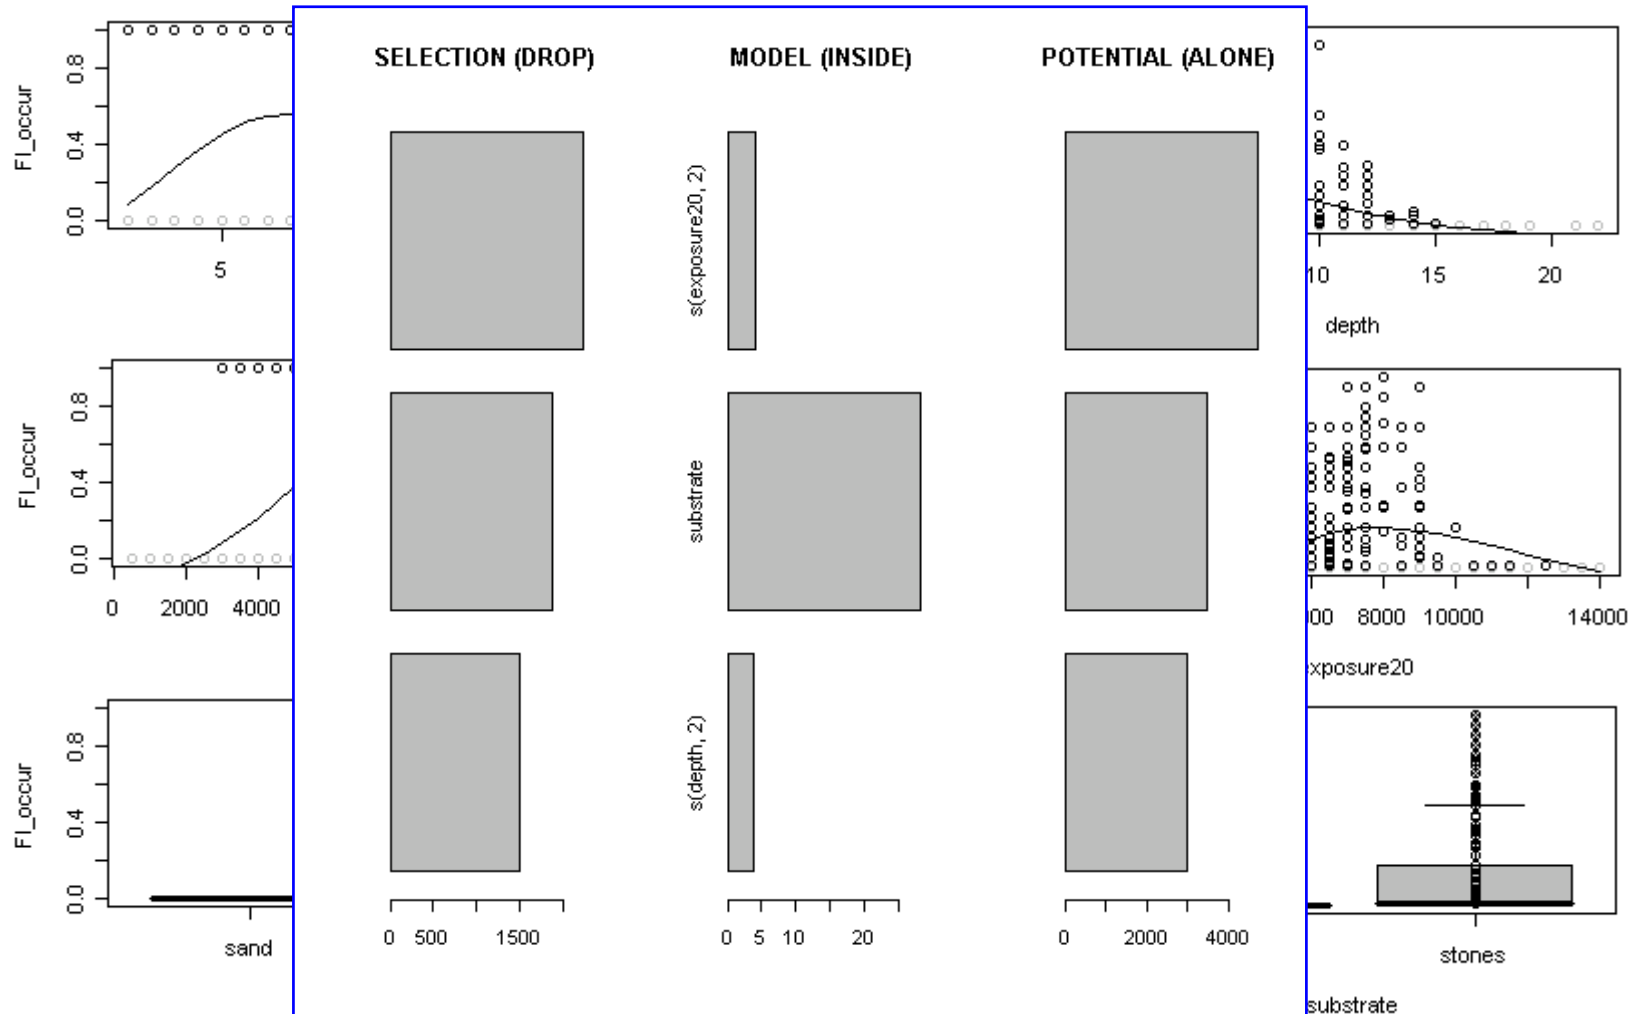 SELECTION (DROP)
MODEL (INSIDE)
POTENTIAL (ALONE)
FI_occur
0.0 0.4 0.8
5
s(exposure20, 2)
10 15 20
depth
FI_occur
0.0 0.4 0.8
0 2000 4000
substrate
00 8000 10000 14000
xposure20
FI_occur
0.0 0.4 0.8
sand
s(depth, 2)
0 500 1500
0 5 10 20
0 2000 4000
stones
substrate